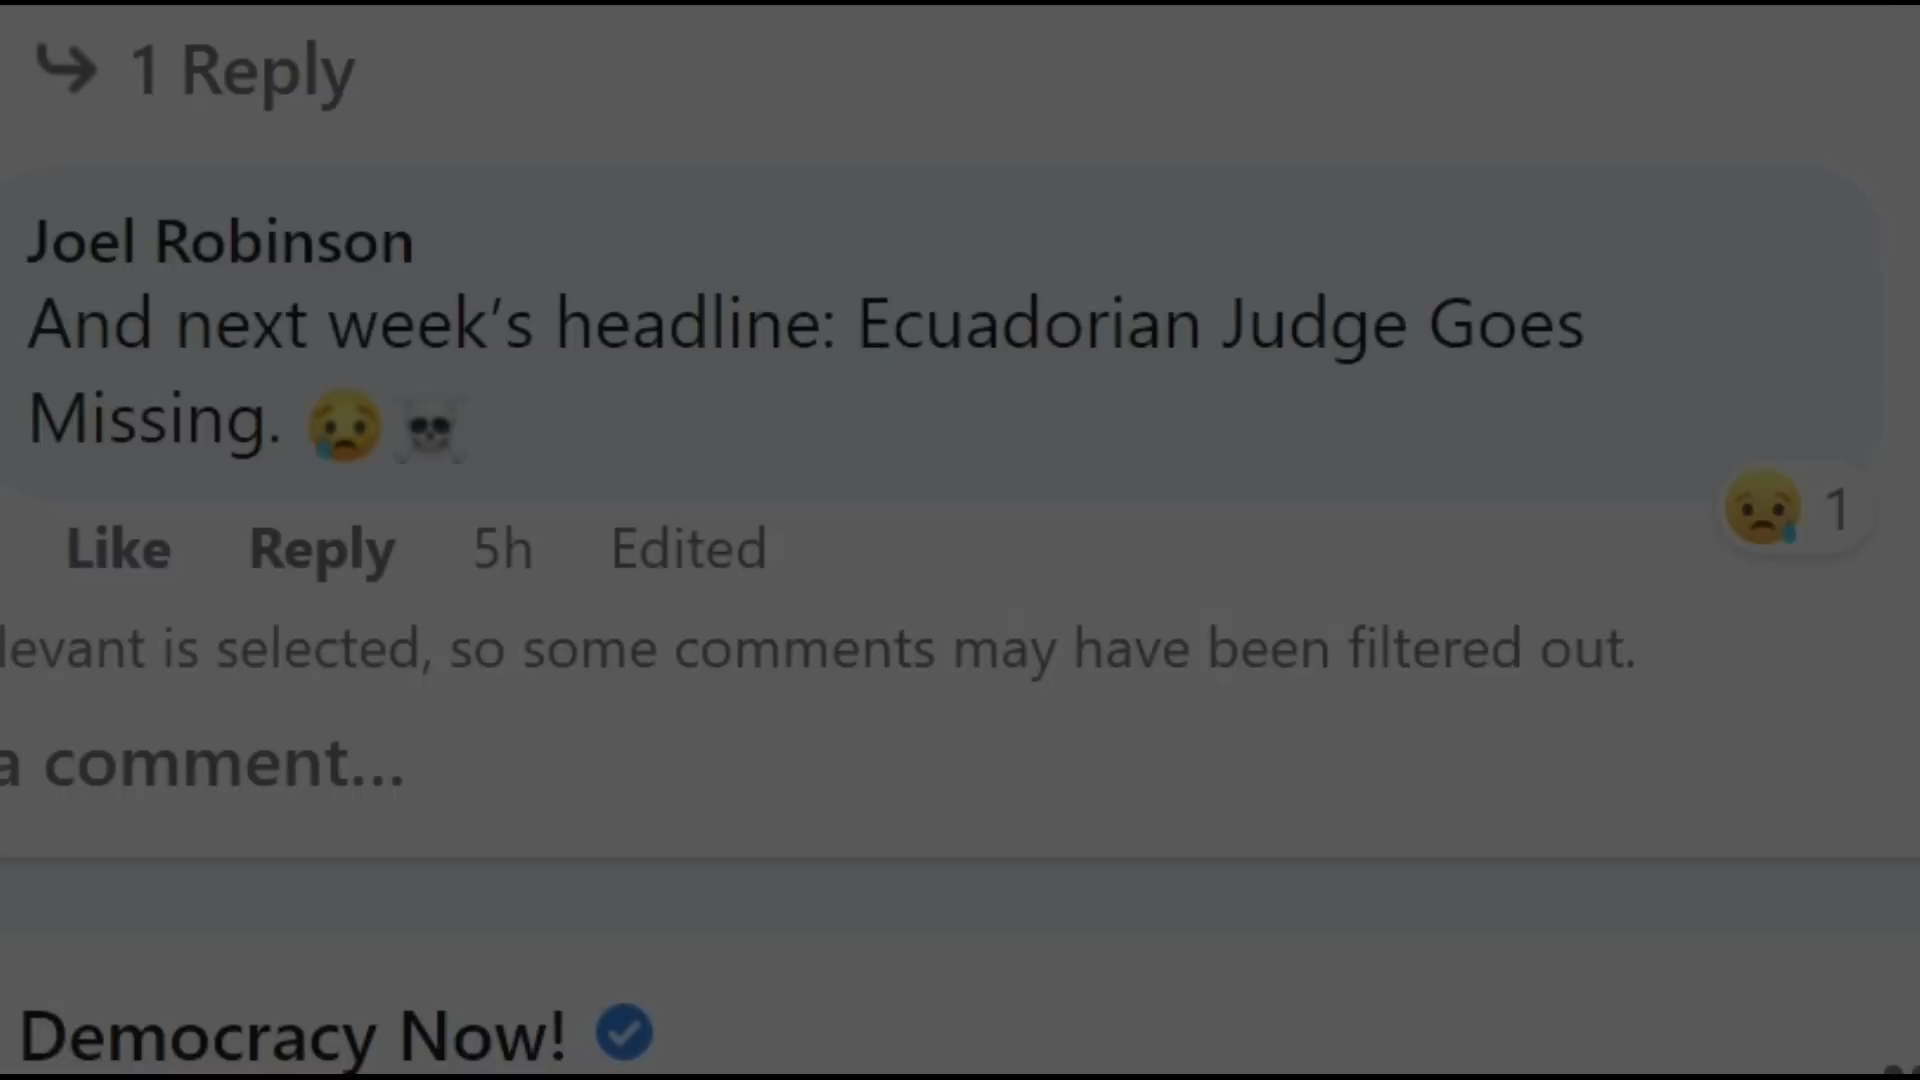 1 Reply
Joel Robinson
And next week's headline: Ecuadorian Judge Goes
Missing. 😢☠️
1
Like Reply 5h Edited
levant is selected, so some comments may have been filtered out.
a comment...
Democracy Now!